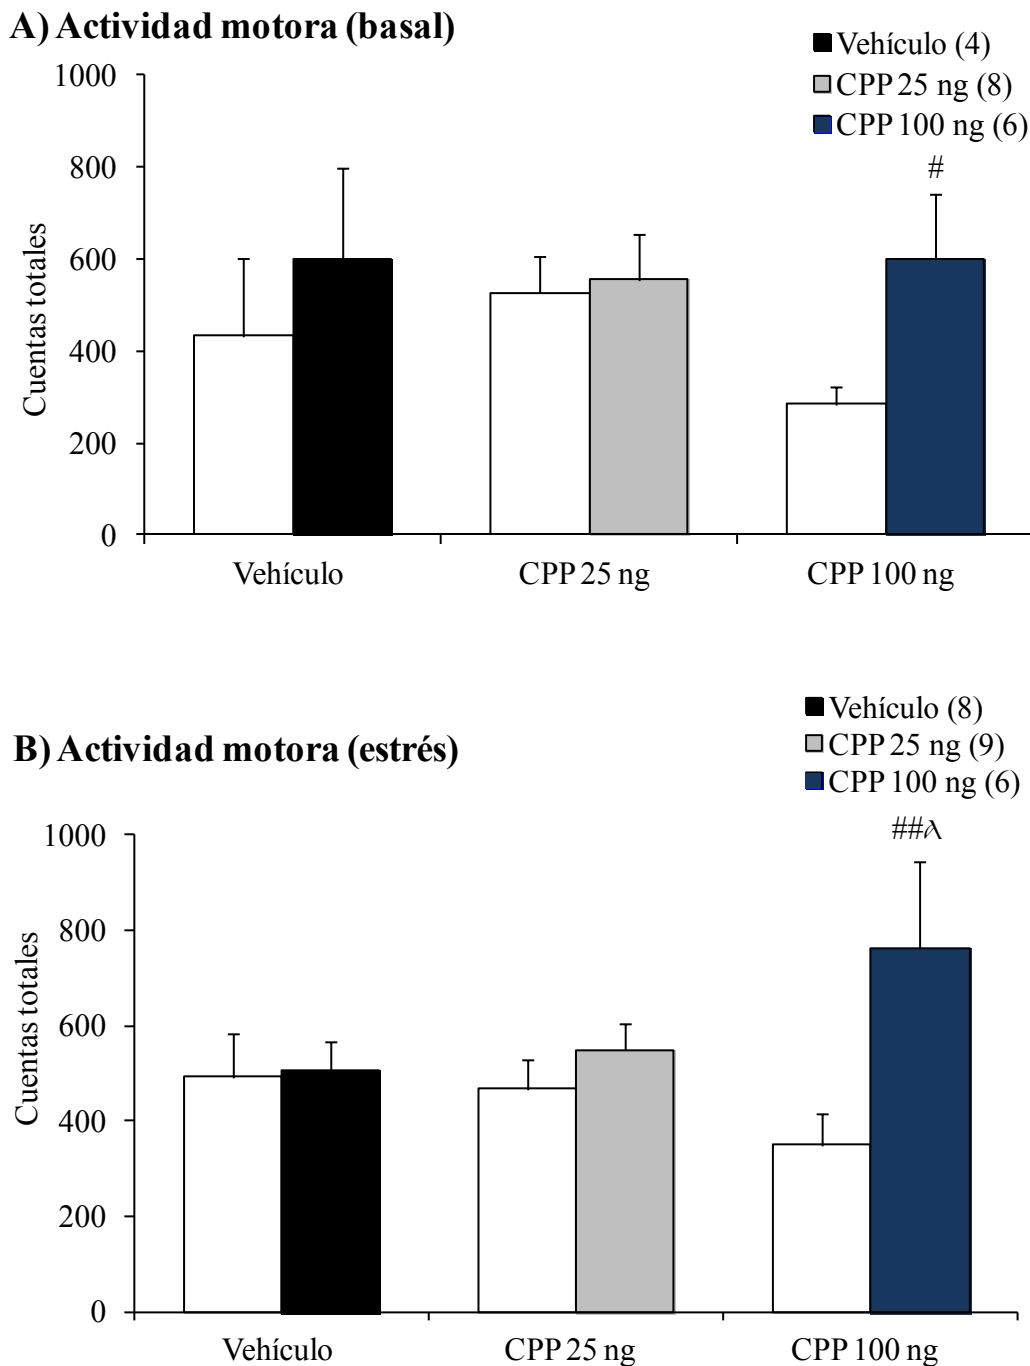 A) Actividad motora (basal)
Vehículo (4)
CPP 25 ng (8)
CPP 100 ng (6)
1000
800
600
400
200
0
Cuentas totales
#
Vehículo
CPP 25 ng
CPP 100 ng
B) Actividad motora (estrés)
Vehículo (8)
CPP 25 ng (9)
CPP 100 ng (6)
1000
800
600
400
200
0
Cuentas totales
##λ
Vehículo
CPP 25 ng
CPP 100 ng